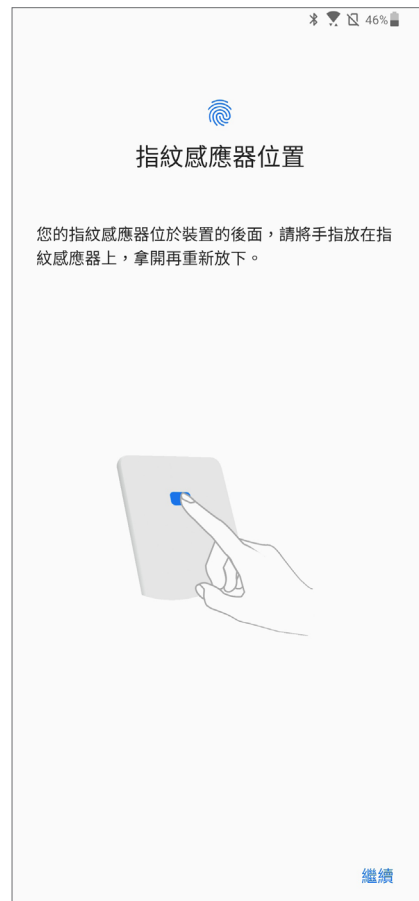 46%
指紋感應器位置
您的指紋感應器位於裝置的後面，請將手指放在指
紋感應器上，拿開再重新放下。
繼續